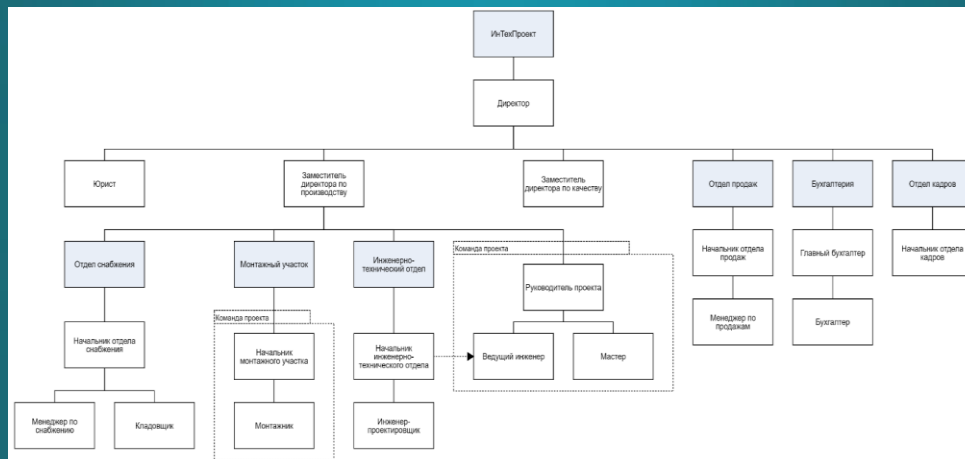 ИнТехПроект
Директор
Юрист
Заместитель
директора по
производству
Заместитель
директора по качеству
Отдел продаж
Бухгалтерия
Отдел кадров
Команда проекта
Отдел снабжения
Монтажный участок
Инженерно-
технический отдел
Руководитель проекта
Начальник отдела
продаж
Главный бухгалтер
Начальник отдела
кадров
Команда проекта
Начальник отдела
снабжения
Начальник
монтажного участка
Начальник
инженерно-
технического отдела
Ведущий инженер
Мастер
Менеджер по
продажам
Бухгалтер
Менеджер по
снабжению
Кладовщик
Монтажник
Инженер-
проектировщик